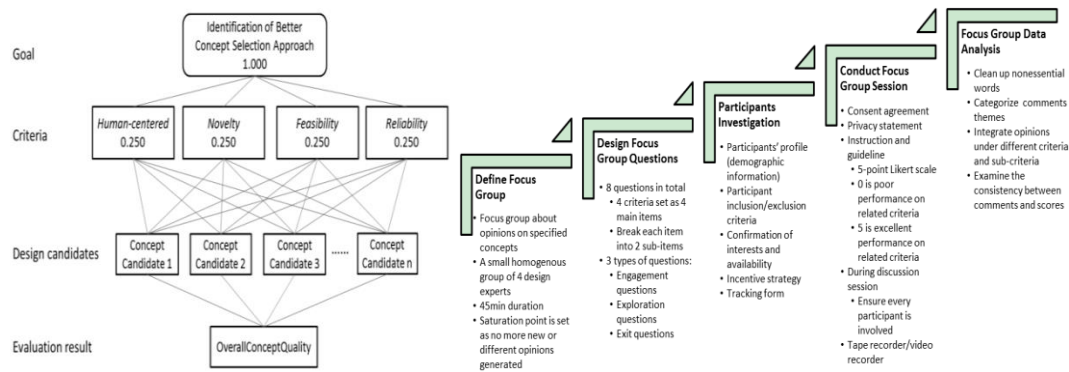 Goal
Identification of Better
Concept Selection Approach
1.000
Criteria
Human-centered
0.250
Novelty
0.250
Feasibility
0.250
Reliability
0.250
Design candidates
Concept
Candidate 1
Concept
Candidate 2
Concept
Candidate 3
......
Concept
Candidate n
Evaluation result
OverallConceptQuality
Define Focus
Group
• Focus group about
opinions on specified
concepts
• A small homogenous
group of 4 design
experts
• 45min duration
• Saturation point is set
as no more new or
different opinions
generated
Design Focus
Group Questions
• 8 questions in total
• 4 criteria set as 4
main items
• Break each item
into 2 sub-items
• 3 types of questions:
• Engagement
questions
• Exploration
questions
• Exit questions
Participants
Investigation
• Participants' profile
(demographic
information)
• Participant
inclusion/exclusion
criteria
• Confirmation of
interests and
availability
• Incentive strategy
• Tracking form
Conduct Focus
Group Session
• Consent agreement
• Privacy statement
• Instruction and
guideline
• 5-point Likert scale
• 0 is poor
performance on
related criteria
• 5 is excellent
performance on
related criteria
• During discussion
session
• Ensure every
participant is
involved
• Tape recorder/video
recorder
Focus Group Data
Analysis
• Clean up nonessential
words
• Categorize comments
themes
• Integrate opinions
under different criteria
and sub-criteria
• Examine the
consistency between
comments and scores